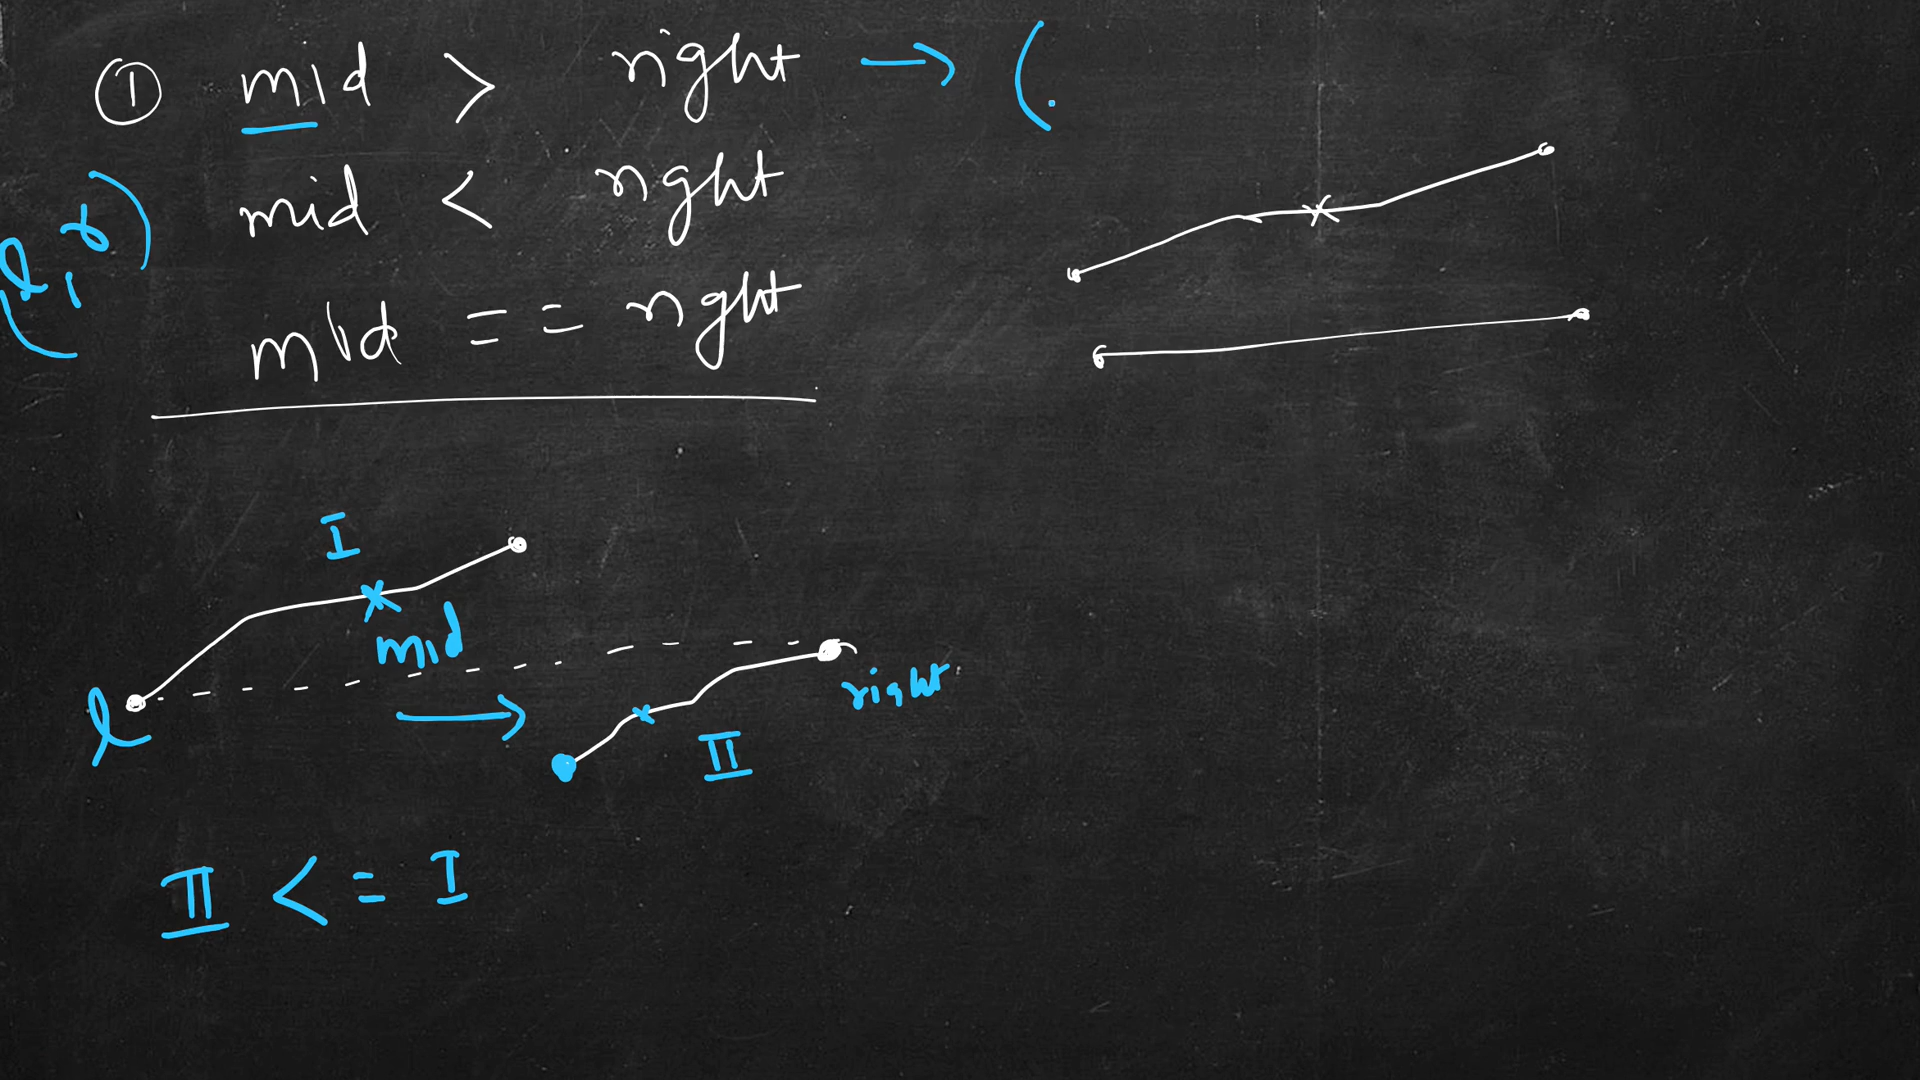 ① mid > right → (.
mid < right
(l, r)
mid == right
I
mid
l
→
right
II
II <= I